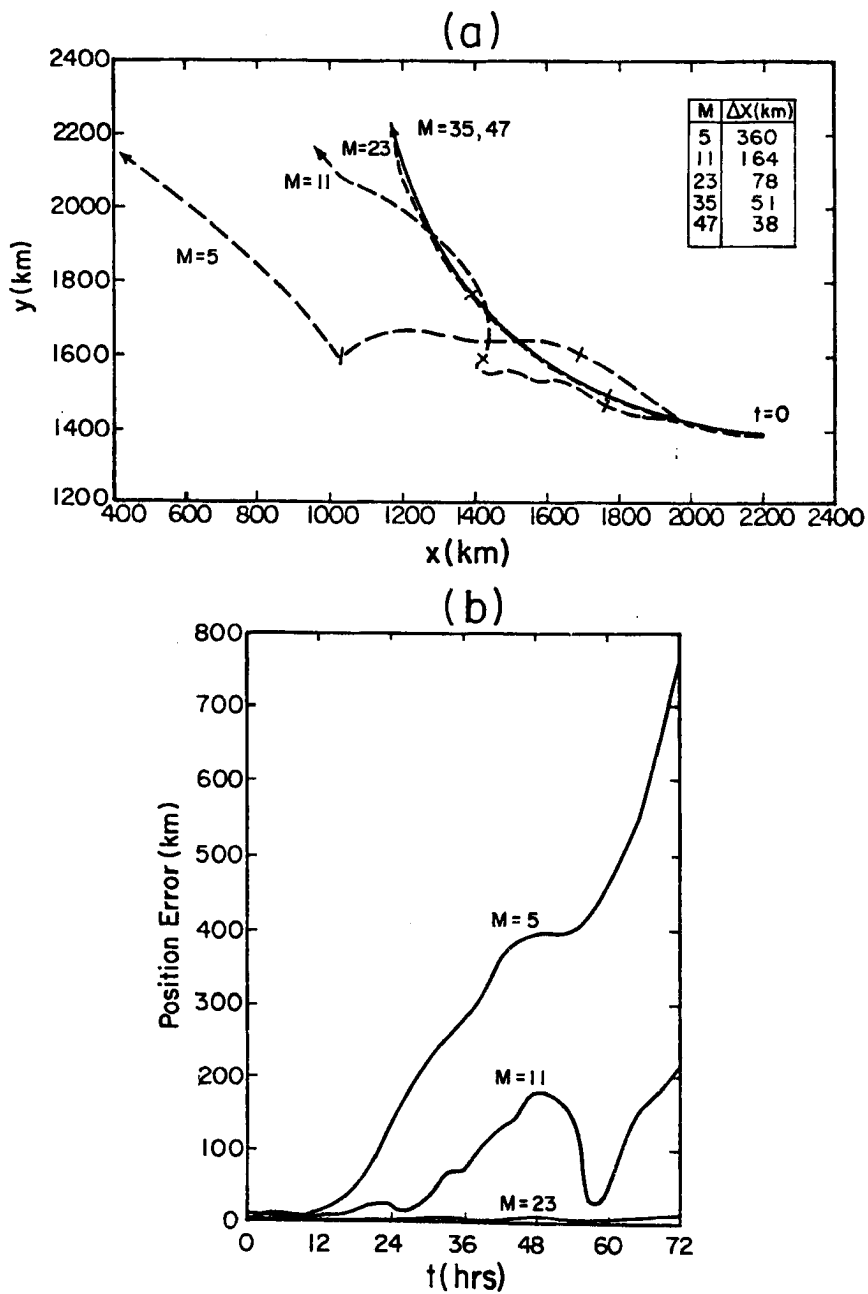 (a)
2400
2200
2000
1800
1600
1400
1200
y(km)
400 600 800 1000 1200 1400 1600 1800 2000 2200 2400
x(km)
M=35,47
M=23
M=11
M=5
t=0
M ΔX(km)
5 360
11 164
23 78
35 51
47 38
(b)
800
700
600
500
400
300
200
100
0
Position Error (km)
M=5
M=11
M=23
0 12 24 36 48 60 72
t(hrs)